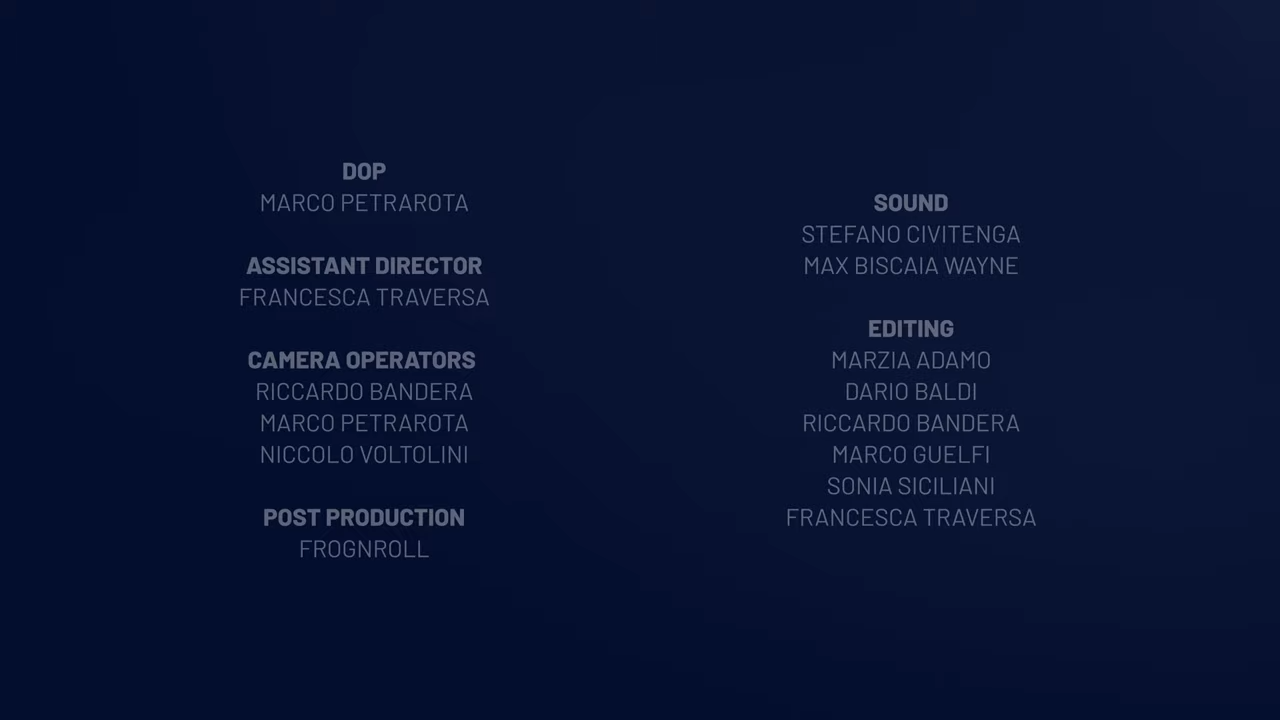 DOP
MARCO PETRAROTA
ASSISTANT DIRECTOR
FRANCESCA TRAVERSA
CAMERA OPERATORS
RICCARDO BANDERA
MARCO PETRAROTA
NICCOLO VOLTOLINI
POST PRODUCTION
FROGNROLL
SOUND
STEFANO CIVITENGA
MAX BISCAIA WAYNE
EDITING
MARZIA ADAMO
DARIO BALDI
RICCARDO BANDERA
MARCO GUELFI
SONIA SICILIANI
FRANCESCA TRAVERSA